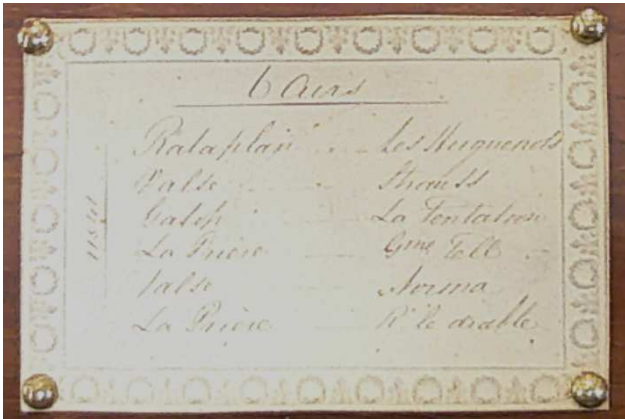 6 Airs
Rataplan Les Huguenots
Valse Strauss
Galop La Tentation
La Prière Gme Tell
Valse Norma
La Prière R. le diable